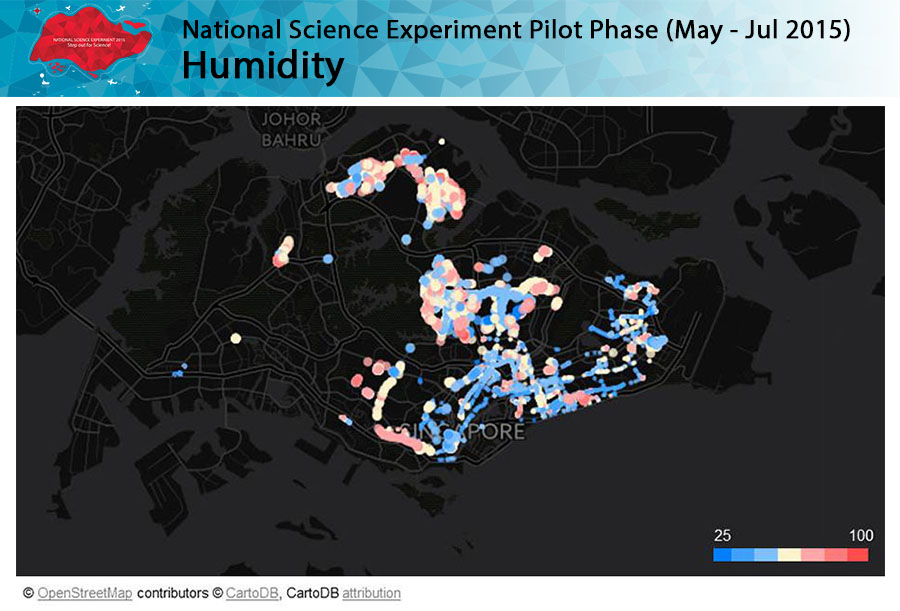 National Science Experiment Pilot Phase (May - Jul 2015)
Humidity
NATIONAL SCIENCE EXPERIMENT 2015
Step out for Science!
JOHOR
BAHRU
SINGAPORE
25 100
© OpenStreetMap contributors © CartoDB, CartoDB attribution